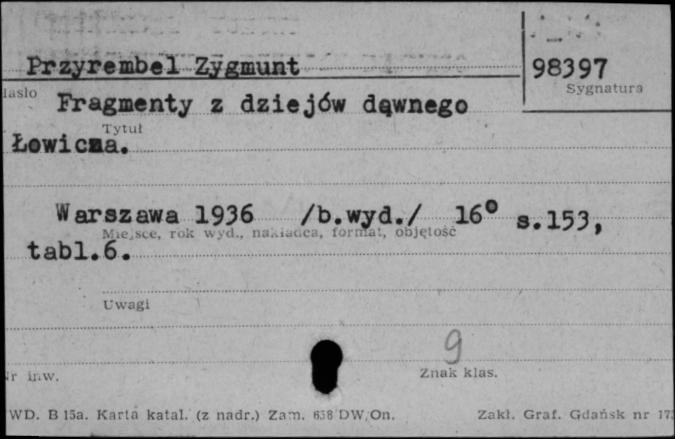 Przyrembel Zygmunt
98397
Hasło
Sygnatura
Fragmenty z dziejów dąwnego
Tytuł
Łowicza.
Warszawa 1936 /b.wyd./ 16° s.153,
Miejsce, rok wyd., nakładca, format, objętość
tabl.6.
Uwagi
9
Nr inw.
Znak klas.
WD. B 15a. Karta katal. (z nadr.) Zam. 638 DW/On.
Zakł. Graf. Gdańsk nr